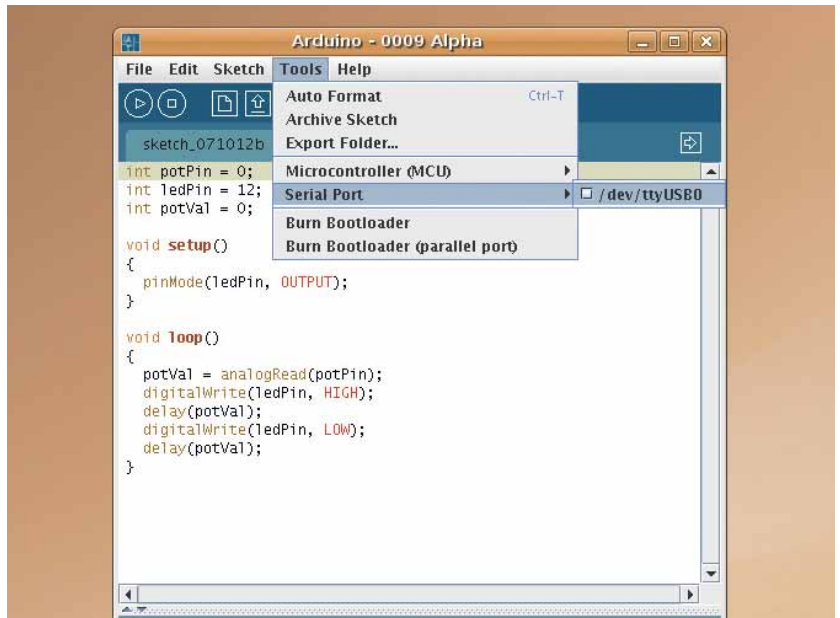 Arduino - 0009 Alpha
File Edit Sketch Tools Help
Auto Format Ctrl-T
Archive Sketch
Export Folder...
Microcontroller (MCU)
Serial Port
/dev/ttyUSB0
Burn Bootloader
Burn Bootloader (parallel port)
sketch_071012b
int potPin = 0;
int ledPin = 12;
int potVal = 0;
void setup()
{
pinMode(ledPin, OUTPUT);
}
void loop()
{
potVal = analogRead(potPin);
digitalWrite(ledPin, HIGH);
delay(potVal);
digitalWrite(ledPin, LOW);
delay(potVal);
}